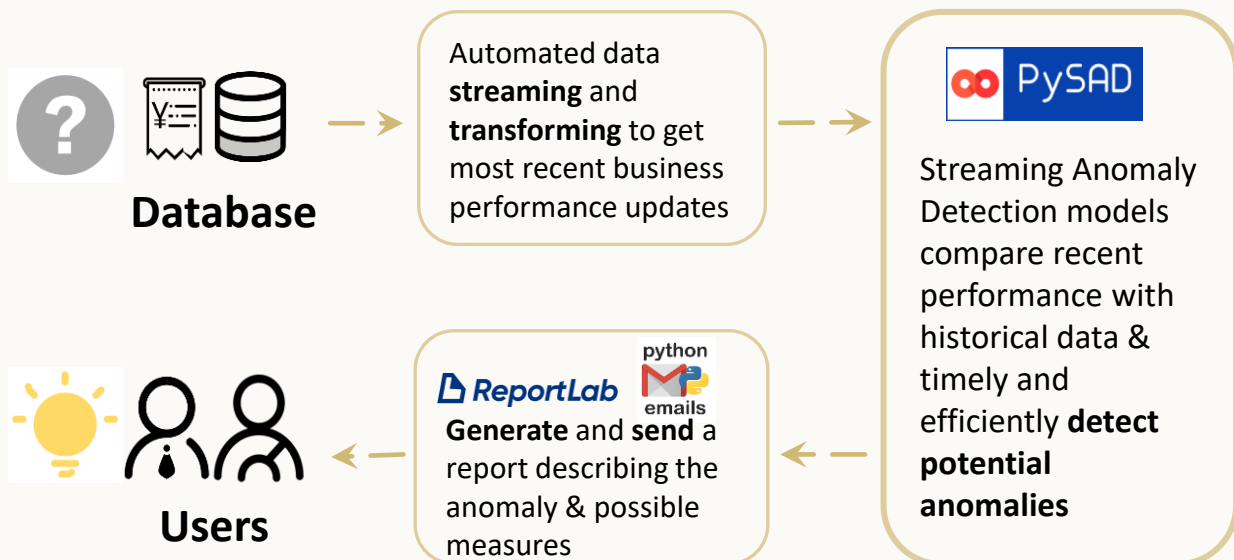 ?
¥
Database
Automated data
streaming and
transforming to get
most recent business
performance updates
PySAD
Streaming Anomaly
Detection models
compare recent
performance with
historical data &
timely and
efficiently detect
potential
anomalies
ReportLab
python
emails
Generate and send a
report describing the
anomaly & possible
measures
Users